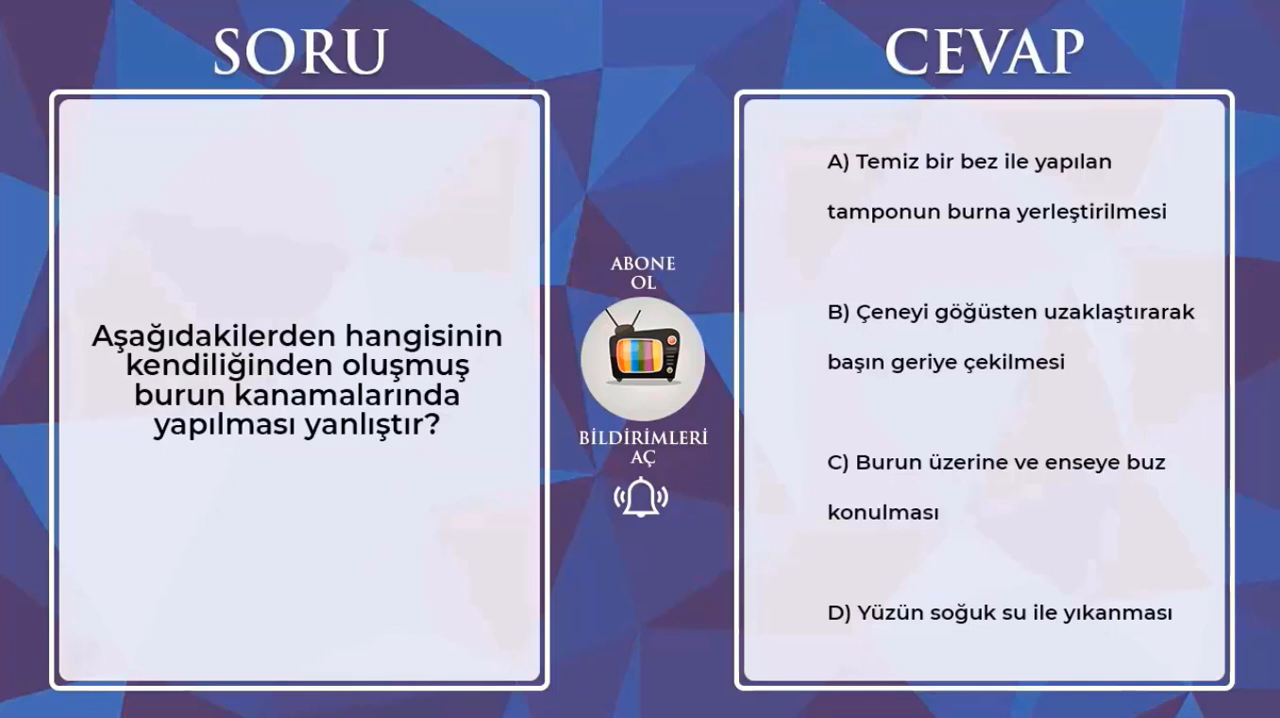 SORU
Aşağıdakilerden hangisinin
kendiliğinden oluşmuş
burun kanamalarında
yapılması yanlıştır?
ABONE
OL
BİLDİRİMLERİ
AÇ
CEVAP
A) Temiz bir bez ile yapılan
tamponun burna yerleştirilmesi
B) Çeneyi göğüsten uzaklaştırarak
başın geriye çekilmesi
C) Burun üzerine ve enseye buz
konulması
D) Yüzün soğuk su ile yıkanması